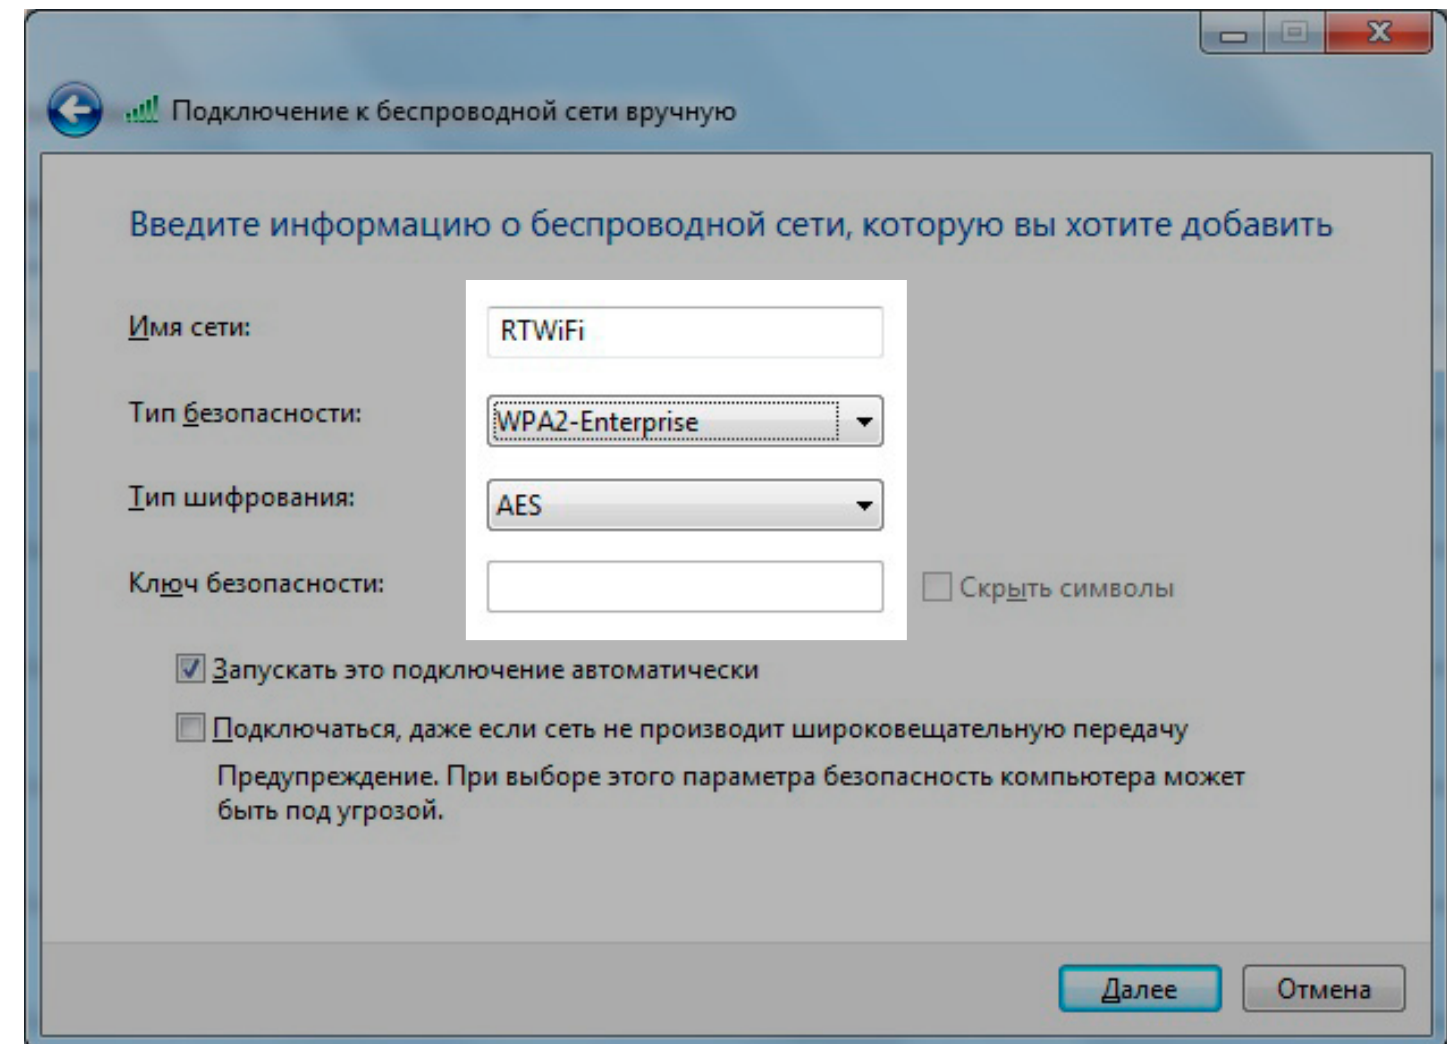 Подключение к беспроводной сети вручную
Введите информацию о беспроводной сети, которую вы хотите добавить
Имя сети: RTWiFi
Тип безопасности: WPA2-Enterprise
Тип шифрования: AES
Ключ безопасности: Скрыть символы
Запускать это подключение автоматически
Подключаться, даже если сеть не производит широковещательную передачу
Предупреждение. При выборе этого параметра безопасность компьютера может
быть под угрозой.
Далее Отмена